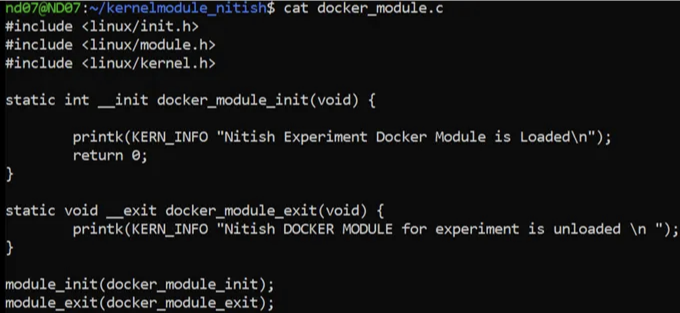 nd07@ND07:~/kernelmodule_nitish$ cat docker_module.c
#include <linux/init.h>
#include <linux/module.h>
#include <linux/kernel.h>
static int __init docker_module_init(void) {
printk(KERN_INFO "Nitish Experiment Docker Module is Loaded\n");
return 0;
}
static void __exit docker_module_exit(void) {
printk(KERN_INFO "Nitish DOCKER MODULE for experiment is unloaded \n ");
}
module_init(docker_module_init);
module_exit(docker_module_exit);